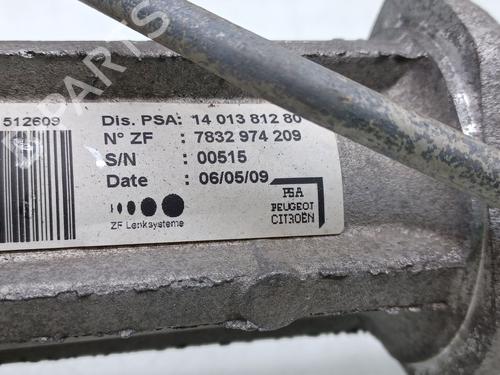 512609
Dis. PSA: 14 013 812 80
N° ZF : 7832 974 209
S/N : 00515
Date : 06/05/09
ZF Lenksysteme
PSA
PEUGEOT
CITROËN